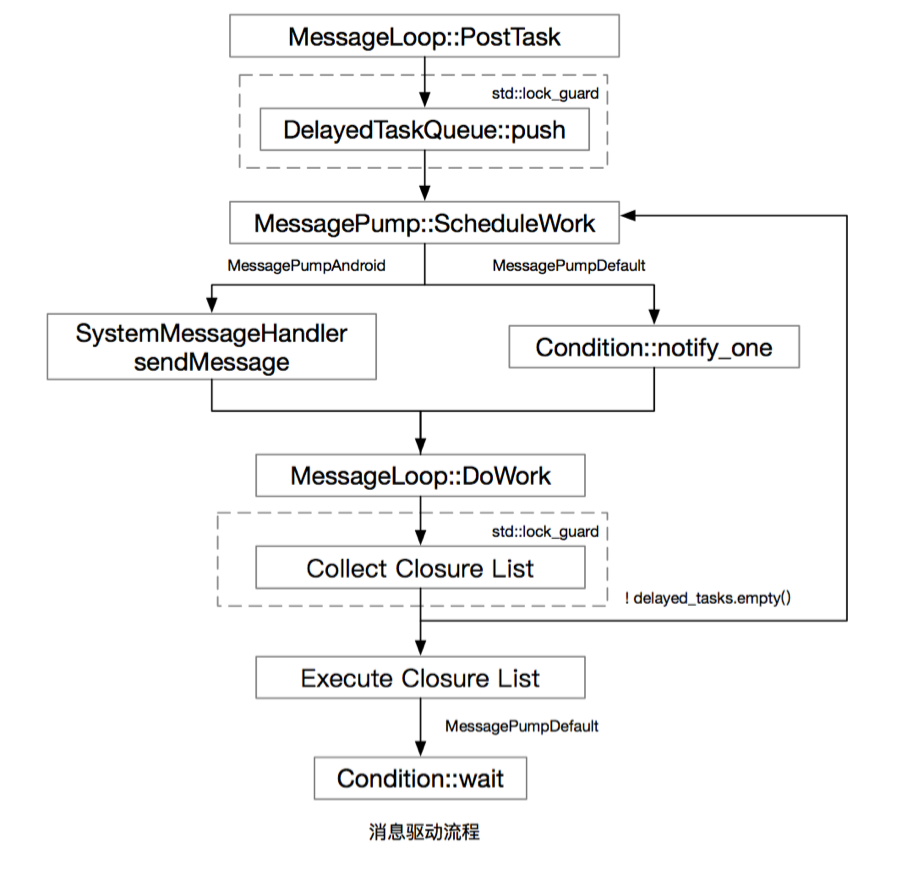 MessageLoop::PostTask
std::lock_guard
DelayedTaskQueue::push
MessagePump::ScheduleWork
MessagePumpAndroid
MessagePumpDefault
SystemMessageHandler
sendMessage
Condition::notify_one
MessageLoop::DoWork
std::lock_guard
Collect Closure List
! delayed_tasks.empty()
Execute Closure List
MessagePumpDefault
Condition::wait
消息驱动流程